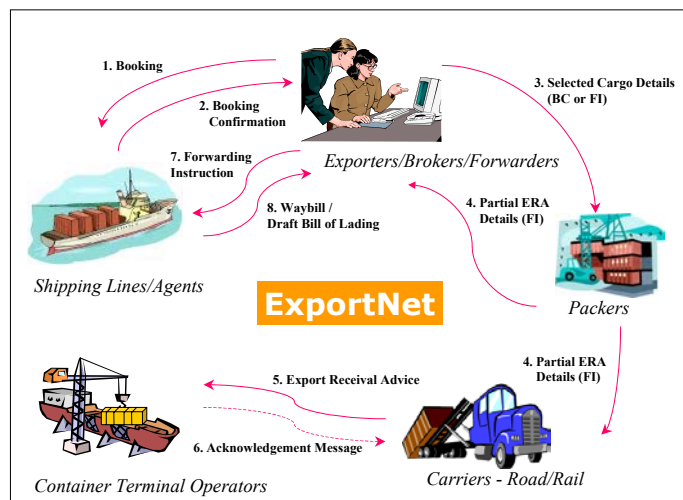 1. Booking
2. Booking
Confirmation
3. Selected Cargo Details
(BC or FI)
Exporters/Brokers/Forwarders
7. Forwarding
Instruction
4. Partial ERA
Details (FI)
8. Waybill /
Draft Bill of Lading
Shipping Lines/Agents
ExportNet
Packers
4. Partial ERA
Details (FI)
5. Export Receival Advice
6. Acknowledgement Message
Carriers - Road/Rail
Container Terminal Operators